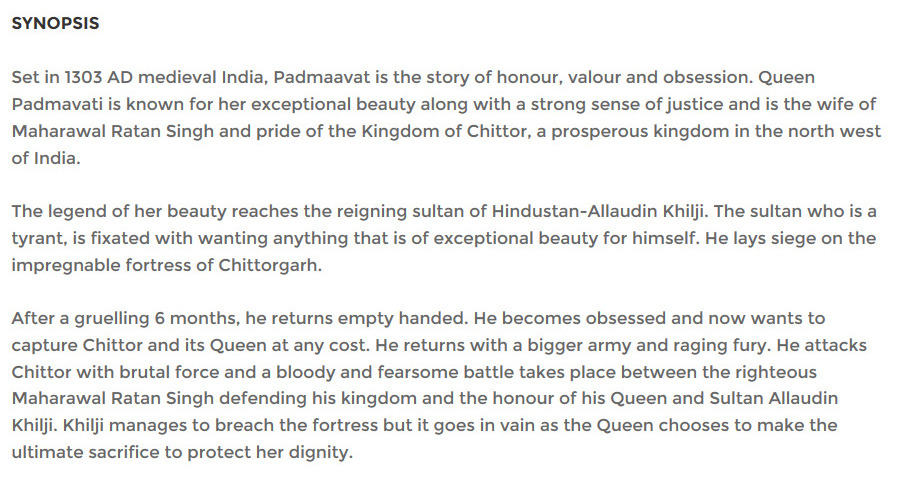 SYNOPSIS
Set in 1303 AD medieval India, Padmaavat is the story of honour, valour and obsession. Queen
Padmavati is known for her exceptional beauty along with a strong sense of justice and is the wife of
Maharawal Ratan Singh and pride of the Kingdom of Chittor, a prosperous kingdom in the north west
of India.
The legend of her beauty reaches the reigning sultan of Hindustan-Allaudin Khilji. The sultan who is a
tyrant, is fixated with wanting anything that is of exceptional beauty for himself. He lays siege on the
impregnable fortress of Chittorgarh.
After a gruelling 6 months, he returns empty handed. He becomes obsessed and now wants to
capture Chittor and its Queen at any cost. He returns with a bigger army and raging fury. He attacks
Chittor with brutal force and a bloody and fearsome battle takes place between the righteous
Maharawal Ratan Singh defending his kingdom and the honour of his Queen and Sultan Allaudin
Khilji. Khilji manages to breach the fortress but it goes in vain as the Queen chooses to make the
ultimate sacrifice to protect her dignity.